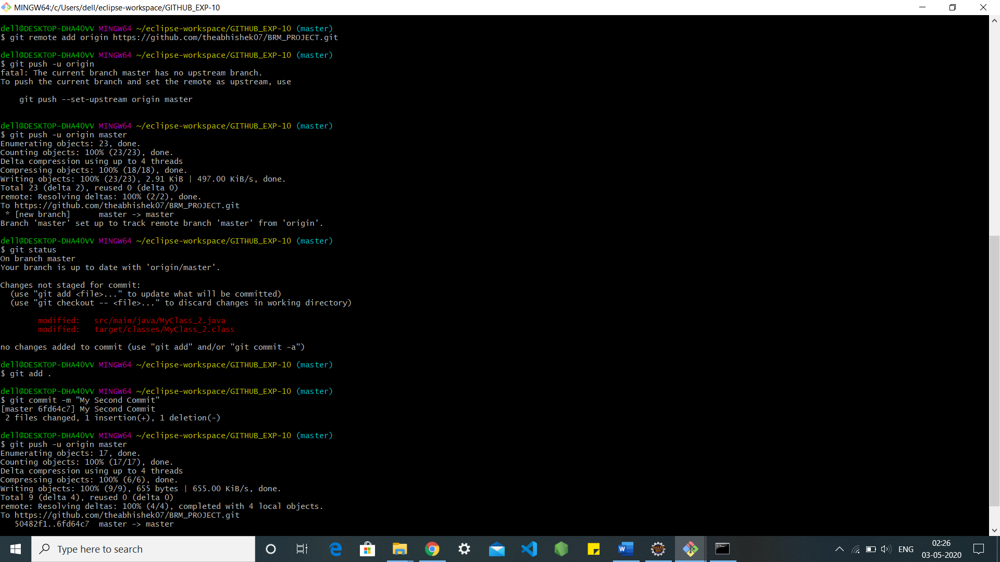 MINGW64:/c/Users/dell/eclipse-workspace/GITHUB_EXP-10
dell@DESKTOP-DHA40VV MINGW64 ~/eclipse-workspace/GITHUB_EXP-10 (master)
$ git remote add origin https://github.com/theabhishek07/BRM_PROJECT.git
dell@DESKTOP-DHA40VV MINGW64 ~/eclipse-workspace/GITHUB_EXP-10 (master)
$ git push -u origin
fatal: The current branch master has no upstream branch.
To push the current branch and set the remote as upstream, use
git push --set-upstream origin master
dell@DESKTOP-DHA40VV MINGW64 ~/eclipse-workspace/GITHUB_EXP-10 (master)
$ git push -u origin master
Enumerating objects: 23, done.
Counting objects: 100% (23/23), done.
Delta compression using up to 4 threads
Compressing objects: 100% (18/18), done.
Writing objects: 100% (23/23), 2.91 KiB | 497.00 KiB/s, done.
Total 23 (delta 2), reused 0 (delta 0)
remote: Resolving deltas: 100% (2/2), done.
To https://github.com/theabhishek07/BRM_PROJECT.git
* [new branch]      master -> master
Branch 'master' set up to track remote branch 'master' from 'origin'.
dell@DESKTOP-DHA40VV MINGW64 ~/eclipse-workspace/GITHUB_EXP-10 (master)
$ git status
On branch master
Your branch is up to date with 'origin/master'.
Changes not staged for commit:
(use "git add <file>..." to update what will be committed)
(use "git checkout -- <file>..." to discard changes in working directory)
modified:   src/main/java/MyClass_2.java
modified:   target/classes/MyClass_2.class
no changes added to commit (use "git add" and/or "git commit -a")
dell@DESKTOP-DHA40VV MINGW64 ~/eclipse-workspace/GITHUB_EXP-10 (master)
$ git add .
dell@DESKTOP-DHA40VV MINGW64 ~/eclipse-workspace/GITHUB_EXP-10 (master)
$ git commit -m "My Second Commit"
[master 6fd64c7] My Second Commit
2 files changed, 1 insertion(+), 1 deletion(-)
dell@DESKTOP-DHA40VV MINGW64 ~/eclipse-workspace/GITHUB_EXP-10 (master)
$ git push -u origin master
Enumerating objects: 17, done.
Counting objects: 100% (17/17), done.
Delta compression using up to 4 threads
Compressing objects: 100% (6/6), done.
Writing objects: 100% (9/9), 655 bytes | 655.00 KiB/s, done.
Total 9 (delta 4), reused 0 (delta 0)
remote: Resolving deltas: 100% (4/4), completed with 4 local objects.
To https://github.com/theabhishek07/BRM_PROJECT.git
50482f1..6fd64c7  master -> master
Type here to search
ENG
02:26
03-05-2020